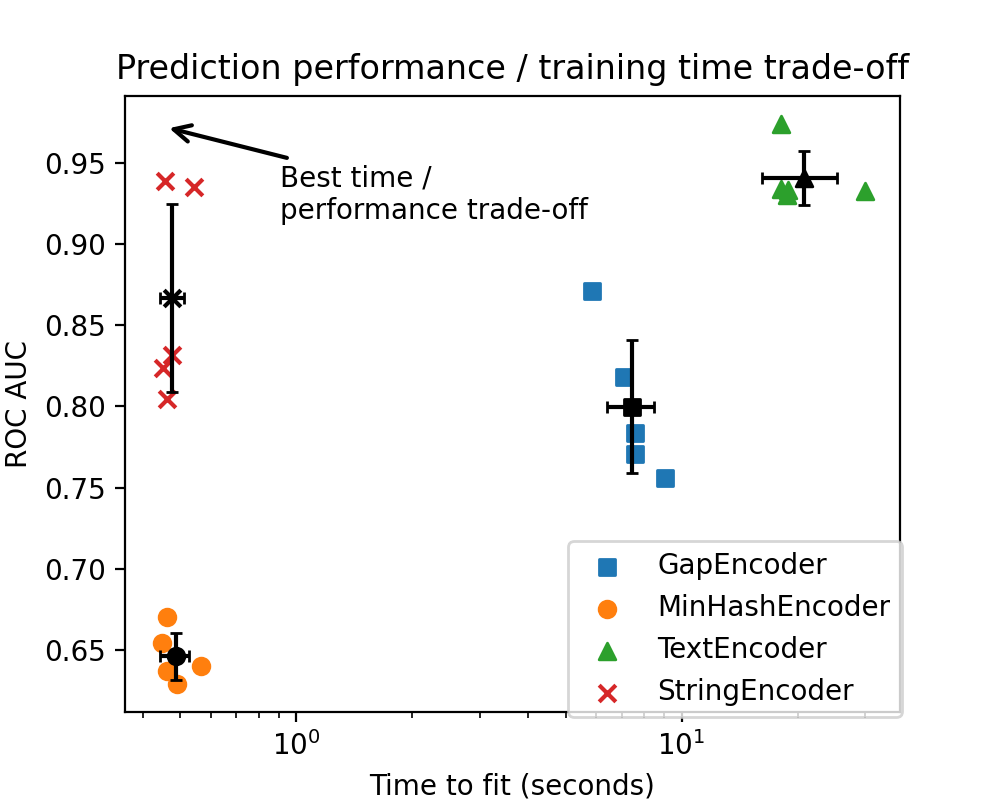 Prediction performance / training time trade-off
Best time /
performance trade-off
ROC AUC
0.95
0.90
0.85
0.80
0.75
0.70
0.65
GapEncoder
MinHashEncoder
TextEncoder
StringEncoder
10⁰
10¹
Time to fit (seconds)